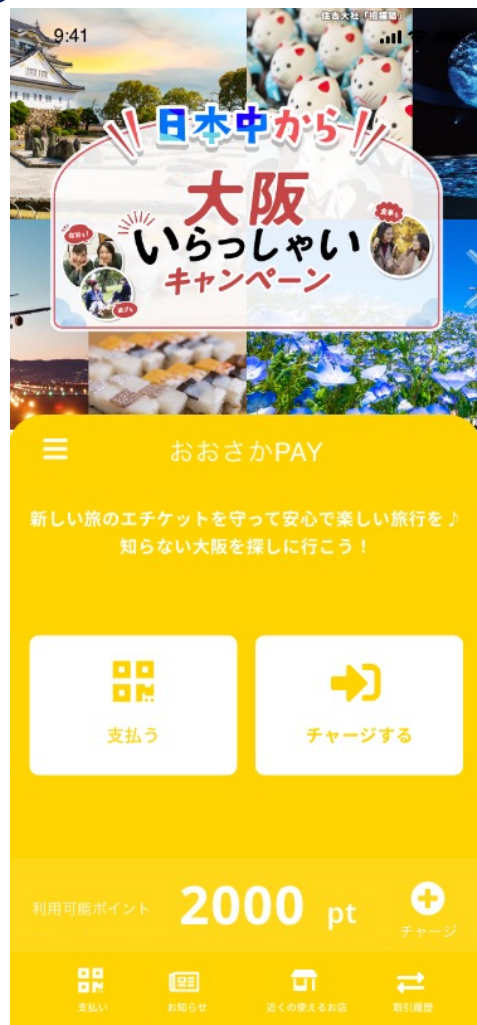 住吉大社「招福猫」
9:41
日本中から
大阪
いらっしゃい
キャンペーン
おおさかPAY
新しい旅のエチケットを守って安心で楽しい旅行を♪
知らない大阪を探しに行こう！
支払う
チャージする
利用可能ポイント
2000 pt
チャージ
支払い
お知らせ
近くの使えるお店
取引履歴